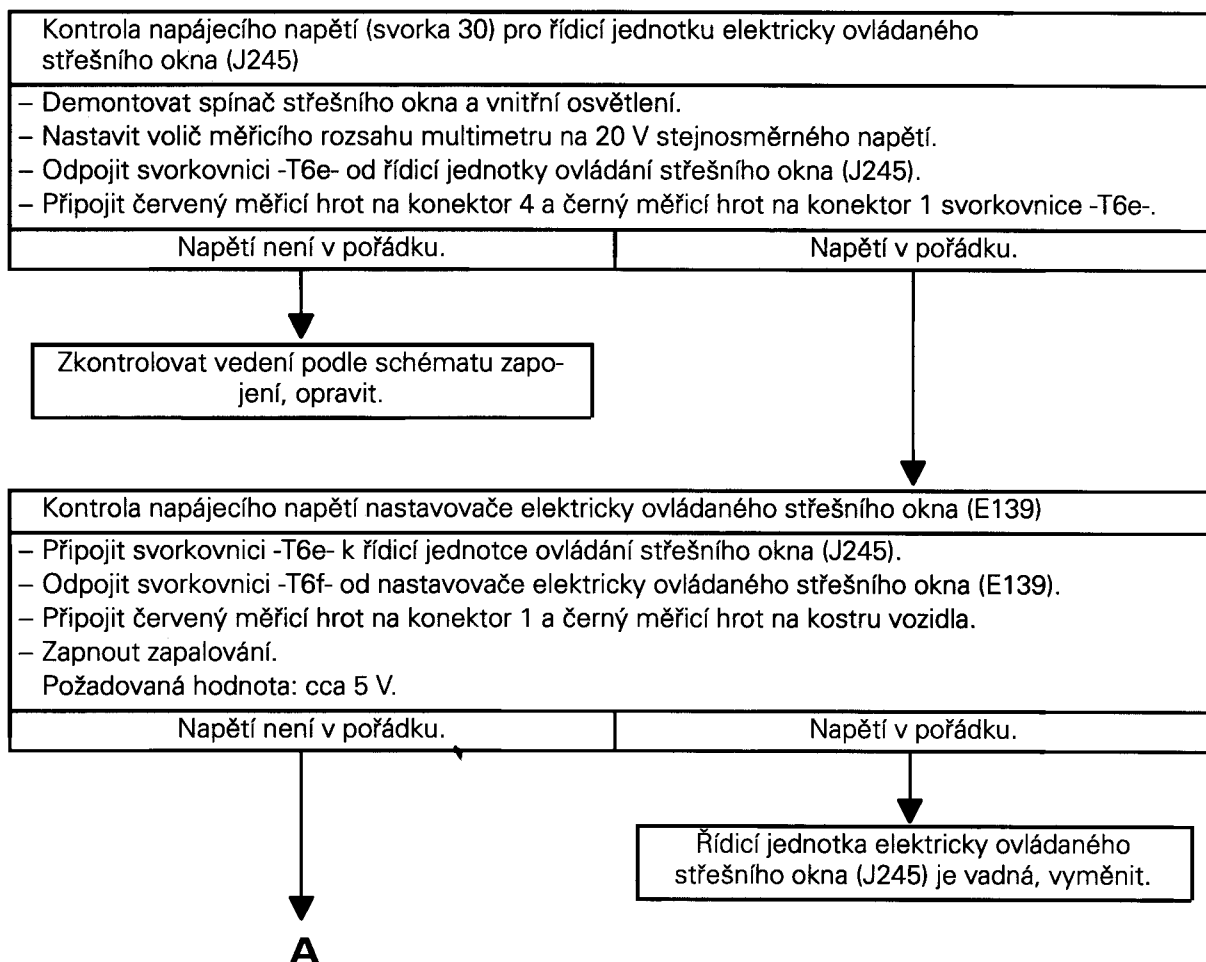 Kontrola napájecího napětí (svorka 30) pro řídicí jednotku elektricky ovládaného
střešního okna (J245)
– Demontovat spínač střešního okna a vnitřní osvětlení.
– Nastavit volič měřicího rozsahu multimetru na 20 V stejnosměrného napětí.
– Odpojit svorkovnici -T6e- od řídicí jednotky ovládání střešního okna (J245).
– Připojit červený měřicí hrot na konektor 4 a černý měřicí hrot na konektor 1 svorkovnice -T6e-.
Napětí není v pořádku.
Napětí v pořádku.
Zkontrolovat vedení podle schématu zapo-
jení, opravit.
Kontrola napájecího napětí nastavovače elektricky ovládaného střešního okna (E139)
– Připojit svorkovnici -T6e- k řídicí jednotce ovládání střešního okna (J245).
– Odpojit svorkovnici -T6f- od nastavovače elektricky ovládaného střešního okna (E139).
– Připojit červený měřicí hrot na konektor 1 a černý měřicí hrot na kostru vozidla.
– Zapnout zapalování.
Požadovaná hodnota: cca 5 V.
Napětí není v pořádku.
Napětí v pořádku.
Řídicí jednotka elektricky ovládaného
střešního okna (J245) je vadná, vyměnit.
A